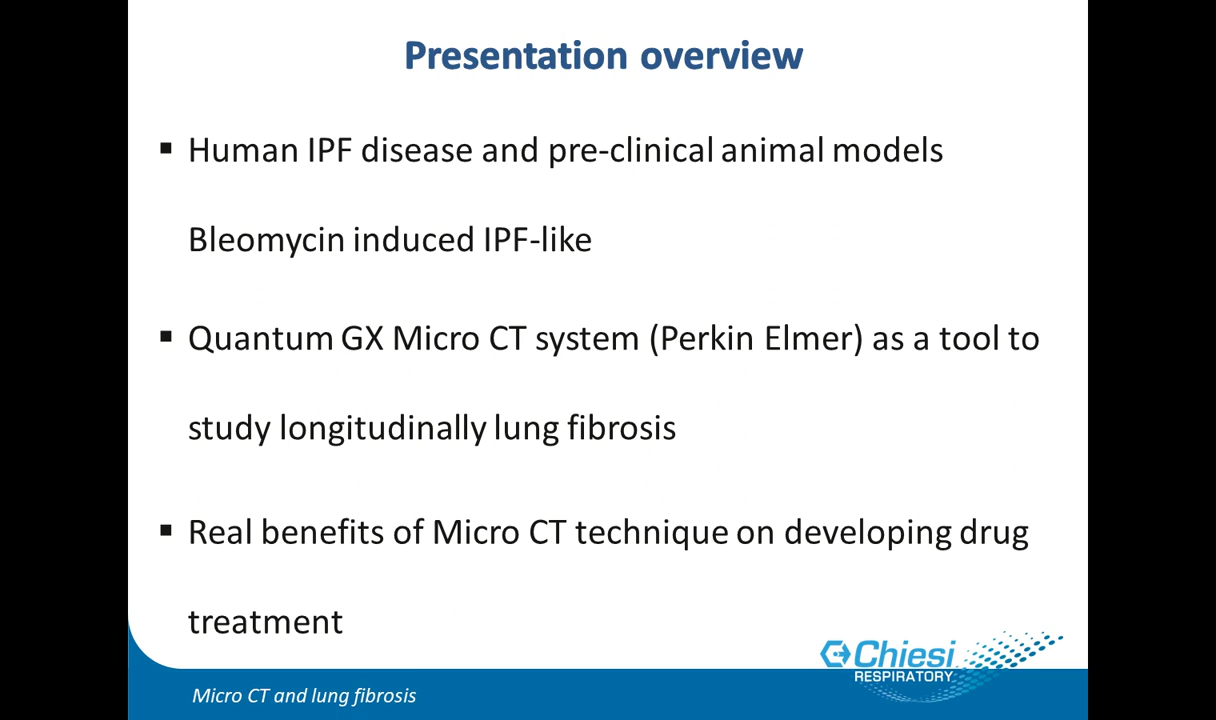 Presentation overview
▪ Human IPF disease and pre-clinical animal models
Bleomycin induced IPF-like
▪ Quantum GX Micro CT system (Perkin Elmer) as a tool to
study longitudinally lung fibrosis
▪ Real benefits of Micro CT technique on developing drug
treatment
Chiesi
RESPIRATORY
Micro CT and lung fibrosis